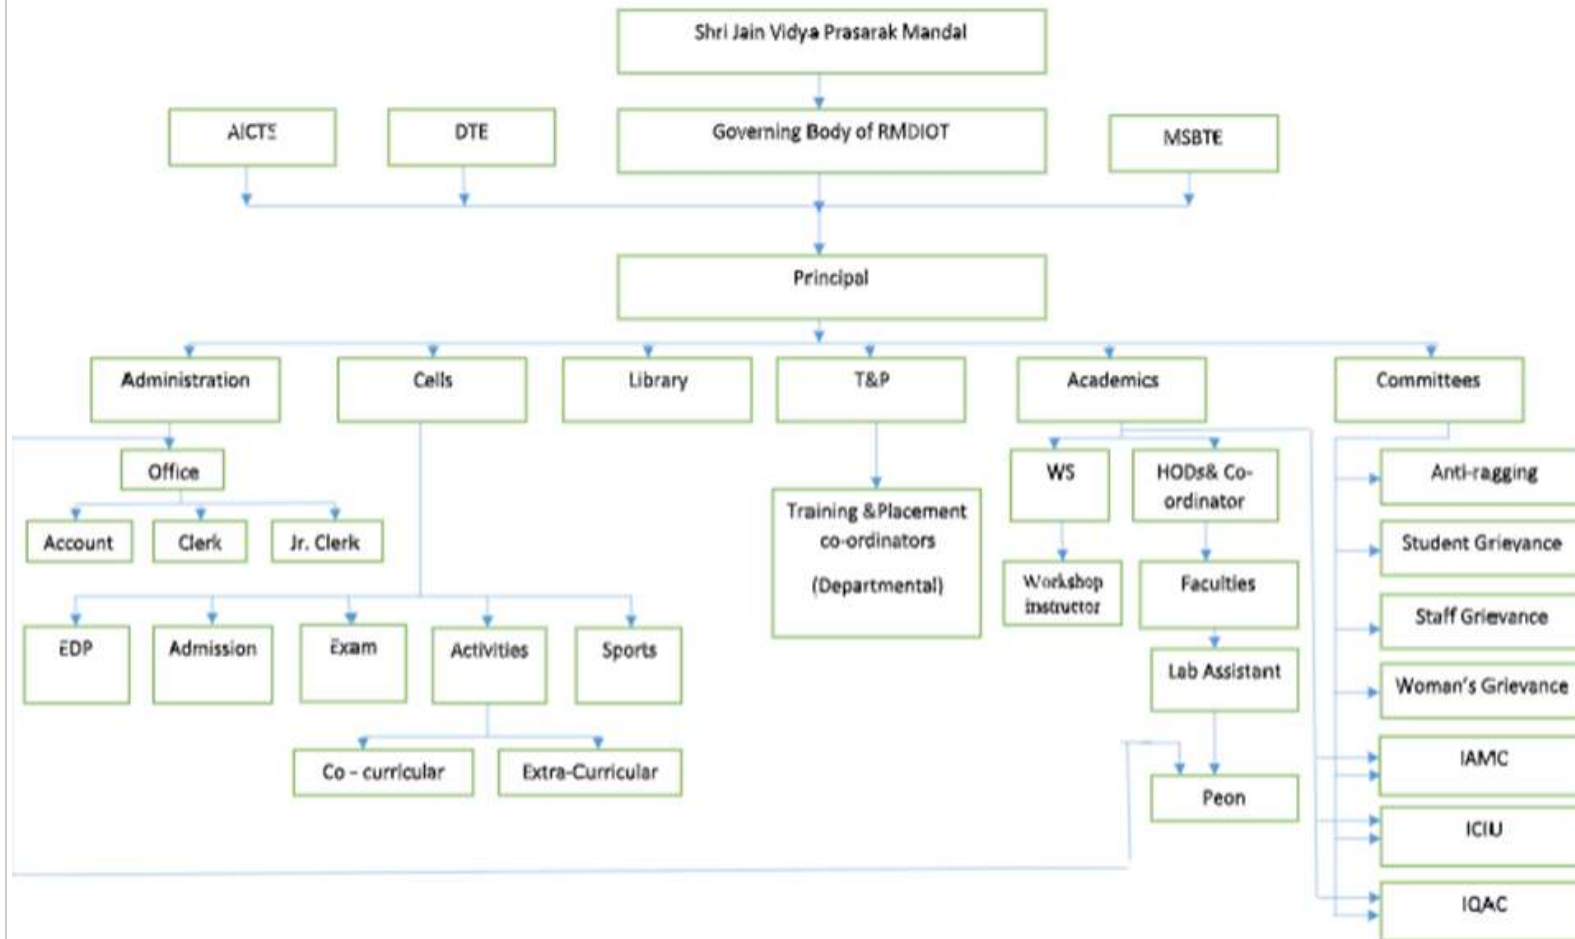 Shri Jain Vidya Prasarak Mandal
AICTE
DTE
Governing Body of RMDIOT
MSBTE
Principal
Administration
Cells
Library
T&P
Academics
Committees
Office
WS
HODs& Co-
ordinator
Anti-ragging
Account
Clerk
Jr. Clerk
Training &Placement
co-ordinators
(Departmental)
Student Grievance
Workshop
instructor
Faculties
Staff Grievance
EDP
Admission
Exam
Activities
Sports
Lab Assistant
Woman's Grievance
Co – curricular
Extra-Curricular
Peon
IAMC
ICIU
IQAC